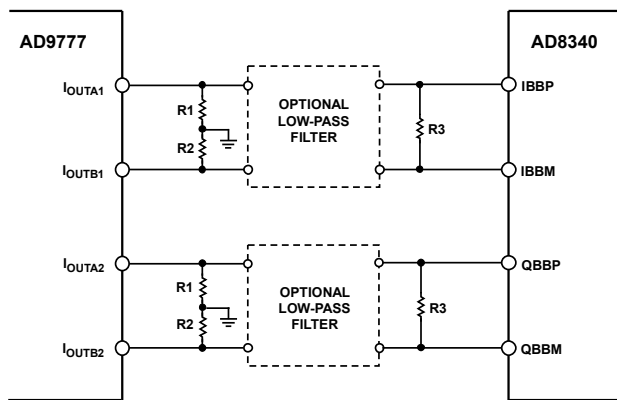 AD9777
AD8340
IOUTA1
R1
R2
IOUTB1
OPTIONAL
LOW-PASS
FILTER
R3
IBBP
IBBM
IOUTA2
R1
R2
IOUTB2
OPTIONAL
LOW-PASS
FILTER
R3
QBBP
QBBM